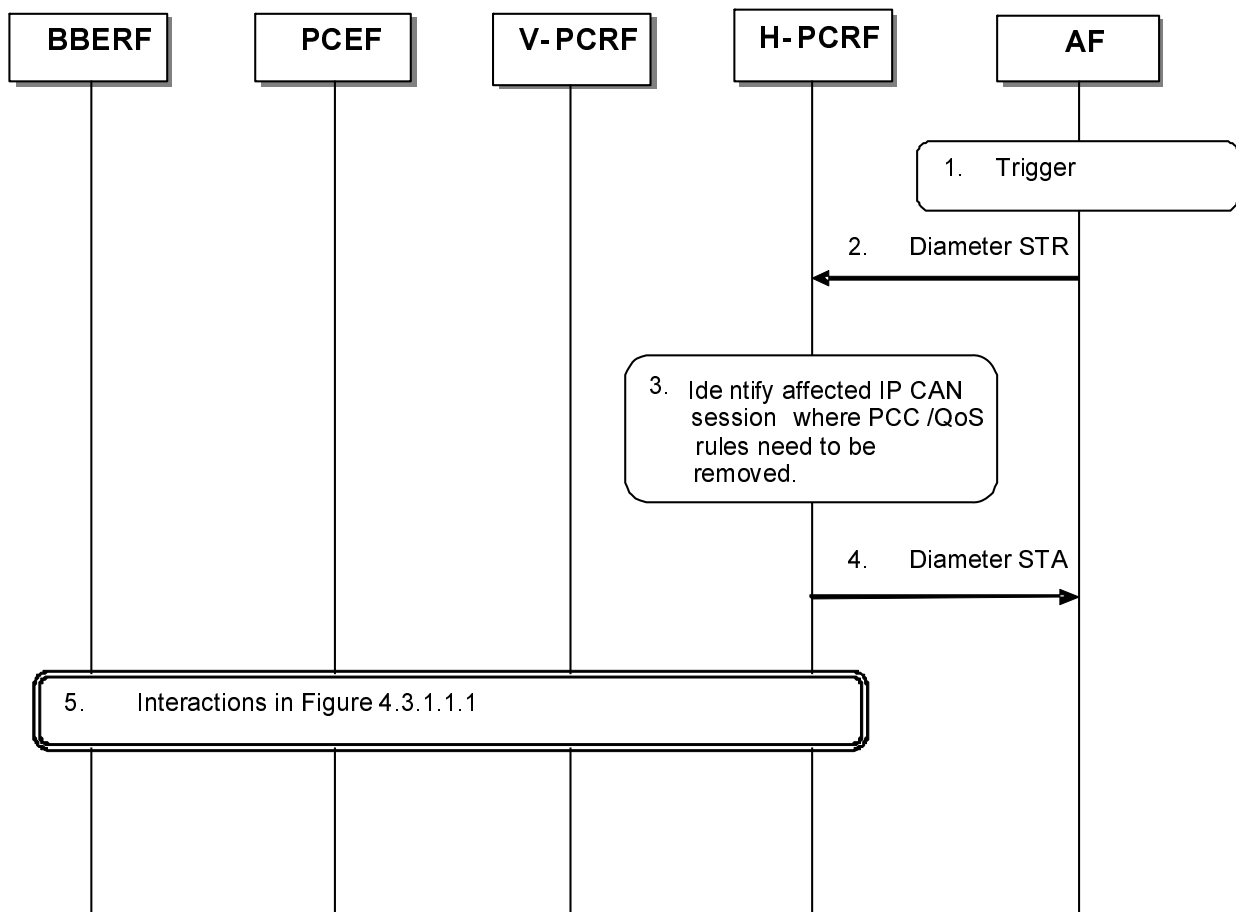 BBERF
PCEF
V-PCRF
H-PCRF
AF
1. Trigger
2. Diameter STR
3. Ide ntify affected IP CAN
session where PCC /QoS
rules need to be
removed.
4. Diameter STA
5. Interactions in Figure 4.3.1.1.1